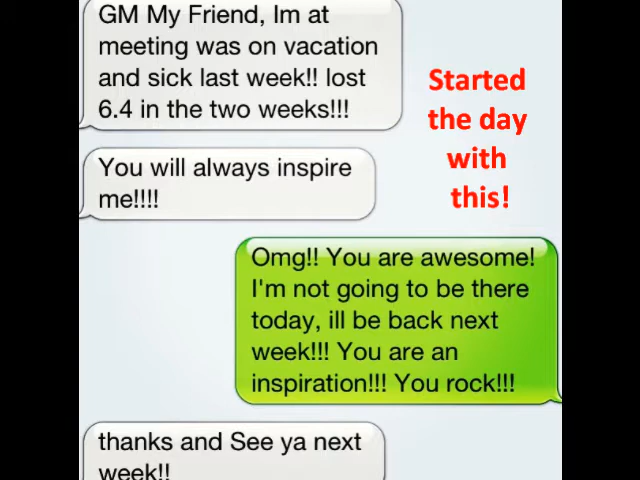 GM My Friend, Im at
meeting was on vacation
and sick last week!! lost
6.4 in the two weeks!!!
Started
the day
with
this!
You will always inspire
me!!!!
Omg!! You are awesome!
I'm not going to be there
today, ill be back next
week!!! You are an
inspiration!!! You rock!!!
thanks and See ya next
week!!